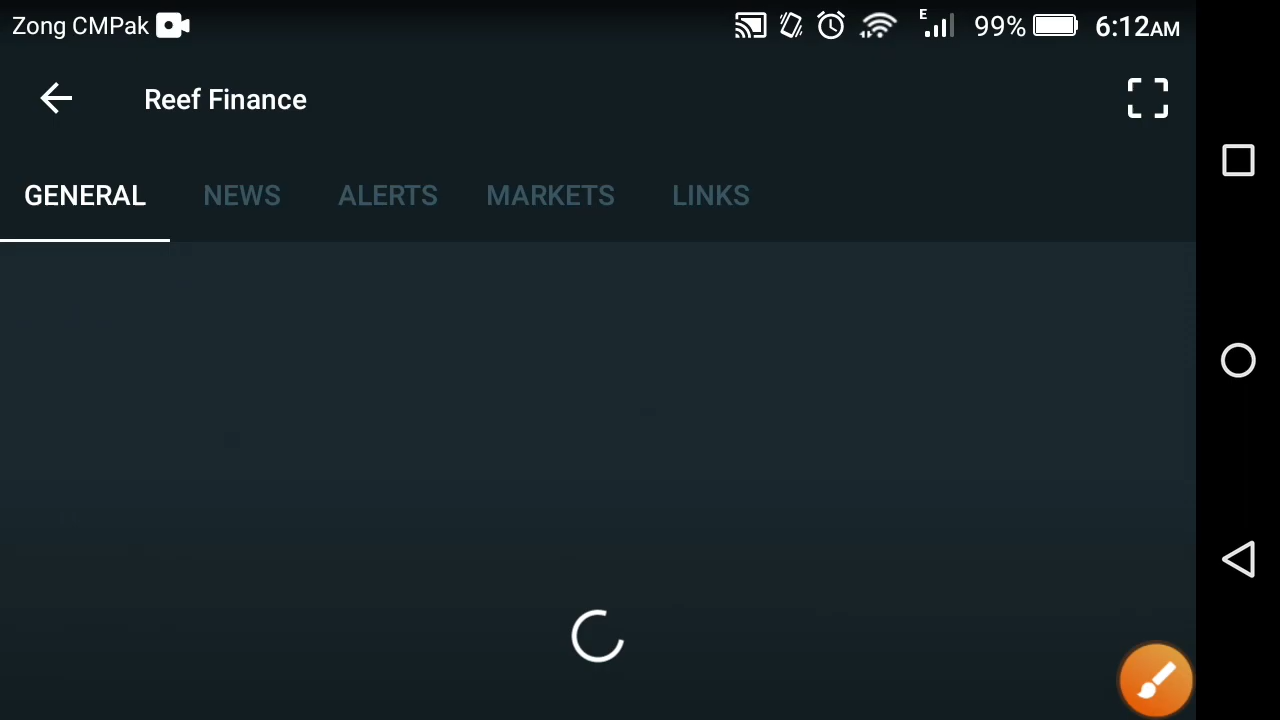 Zong CMPak E 99% 6:12AM
Reef Finance
GENERAL NEWS ALERTS MARKETS LINKS